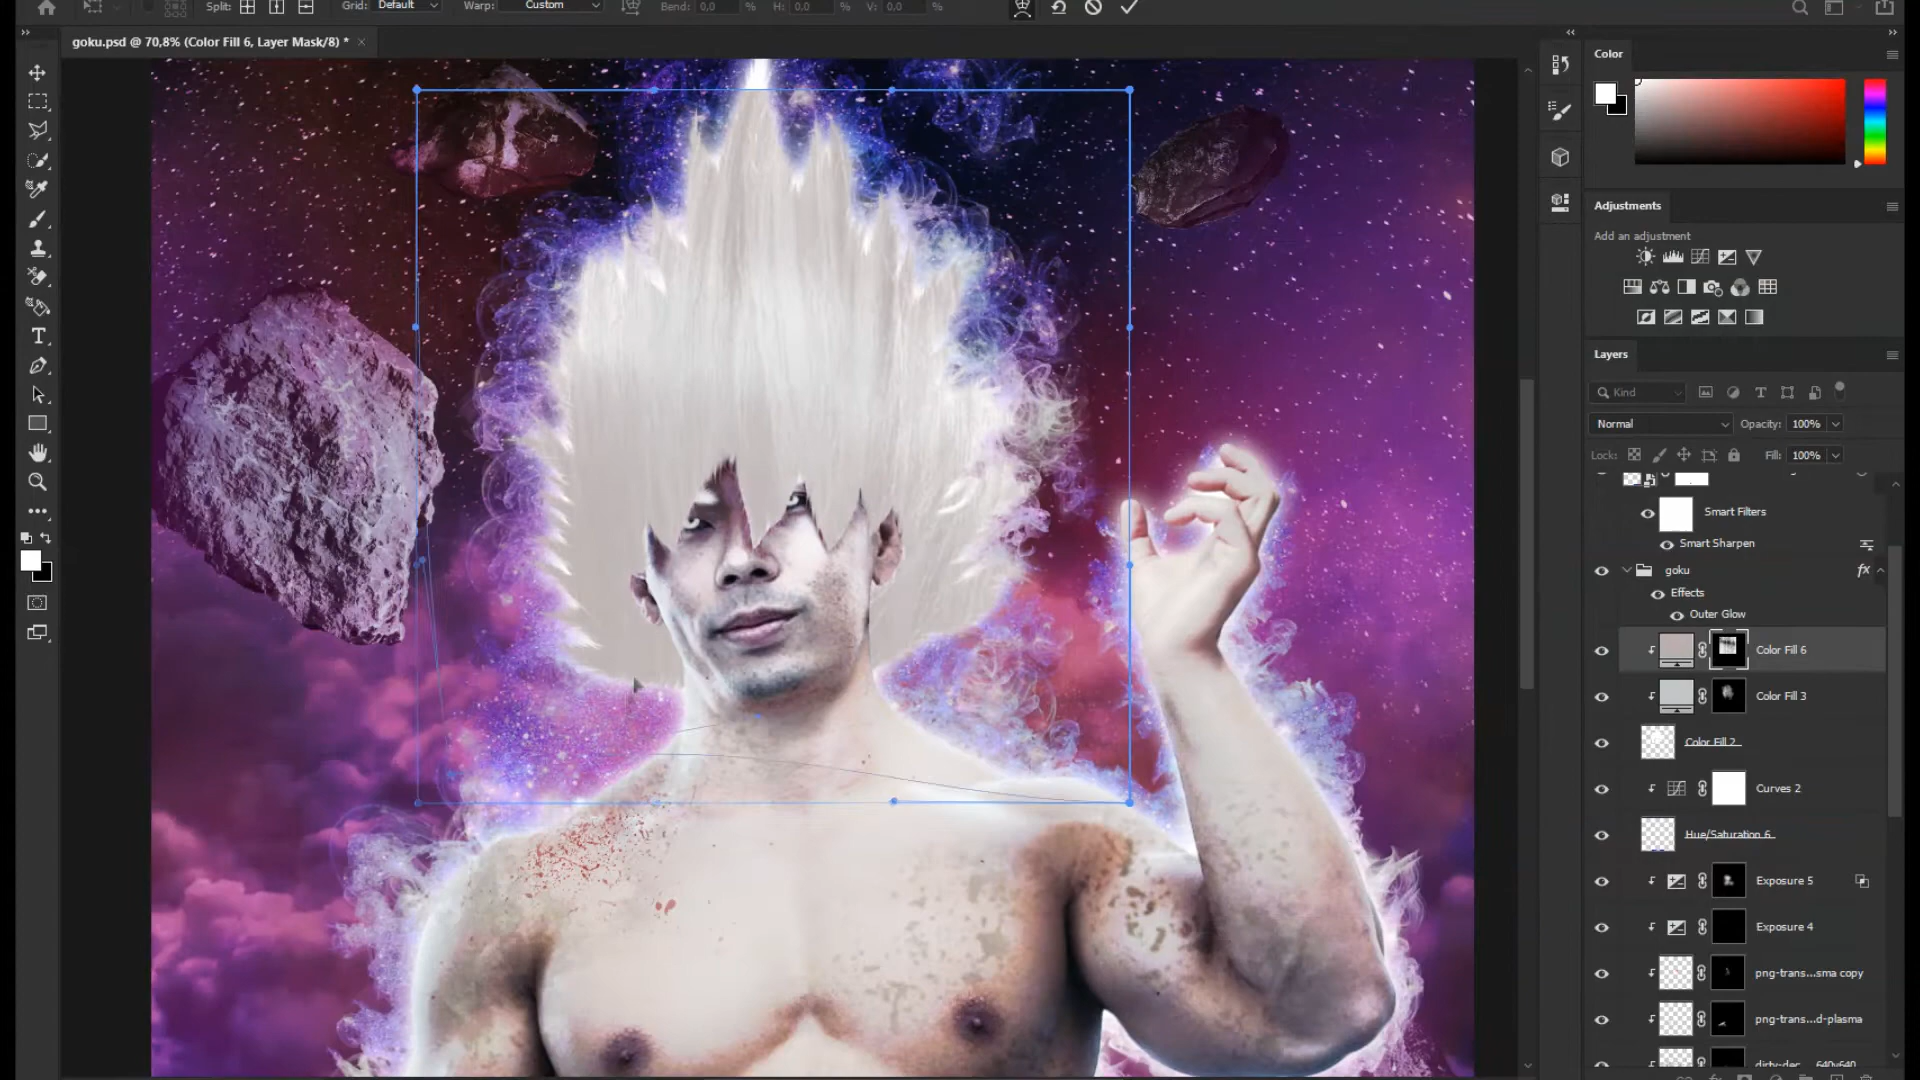 Split: Grid: Default Warp: Custom Bend: 0,0 % H: 0,0 % V: 0,0 %
goku.psd @ 70,8% (Color Fill 6, Layer Mask/8) *
Color
Adjustments
Add an adjustment
Layers
Kind
Normal Opacity: 100%
Lock: Fill: 100%
Smart Filters
Smart Sharpen
goku fx
Effects
Outer Glow
Color Fill 6
Color Fill 3
Color Fill 2
Curves 2
Hue/Saturation 6
Exposure 5
Exposure 4
png-trans...sma copy
png-trans...d-plasma